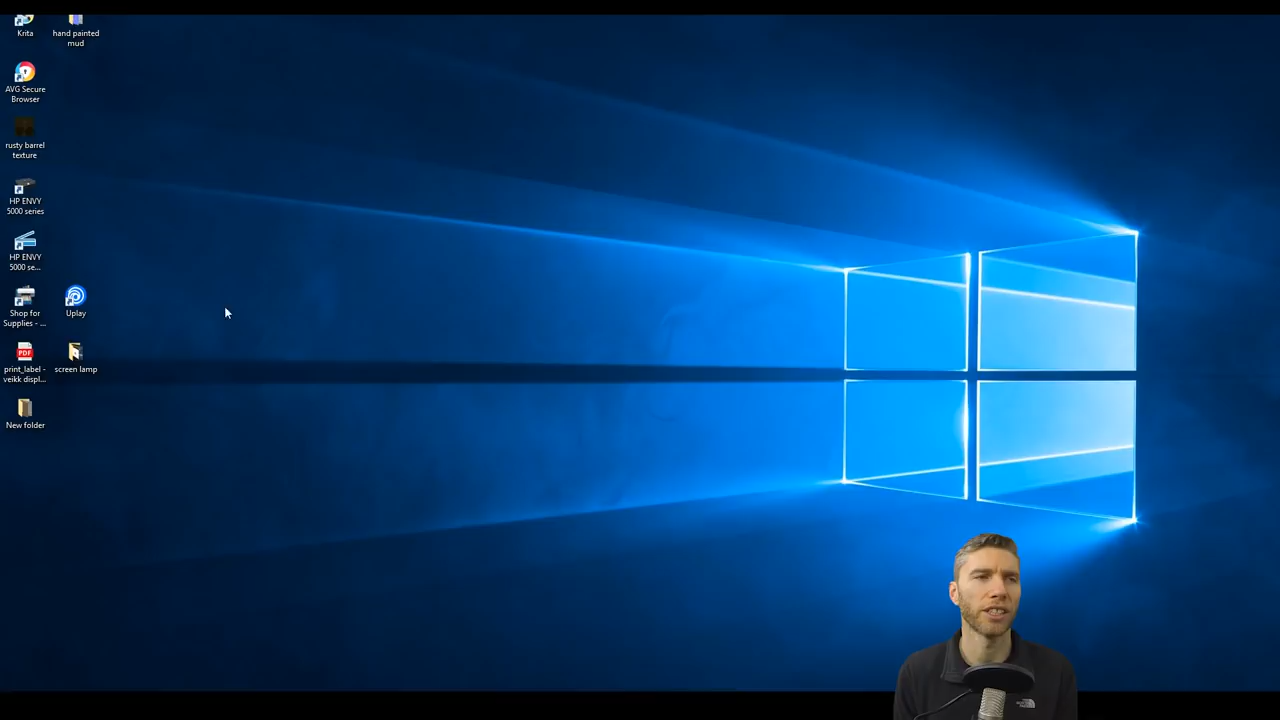 Krita
hand painted
mud
AVG Secure
Browser
rusty barrel
texture
HP ENVY
5000 series
HP ENVY
5000 se...
Shop for
Supplies - ...
Uplay
print_label -
veikk displ...
screen lamp
New folder